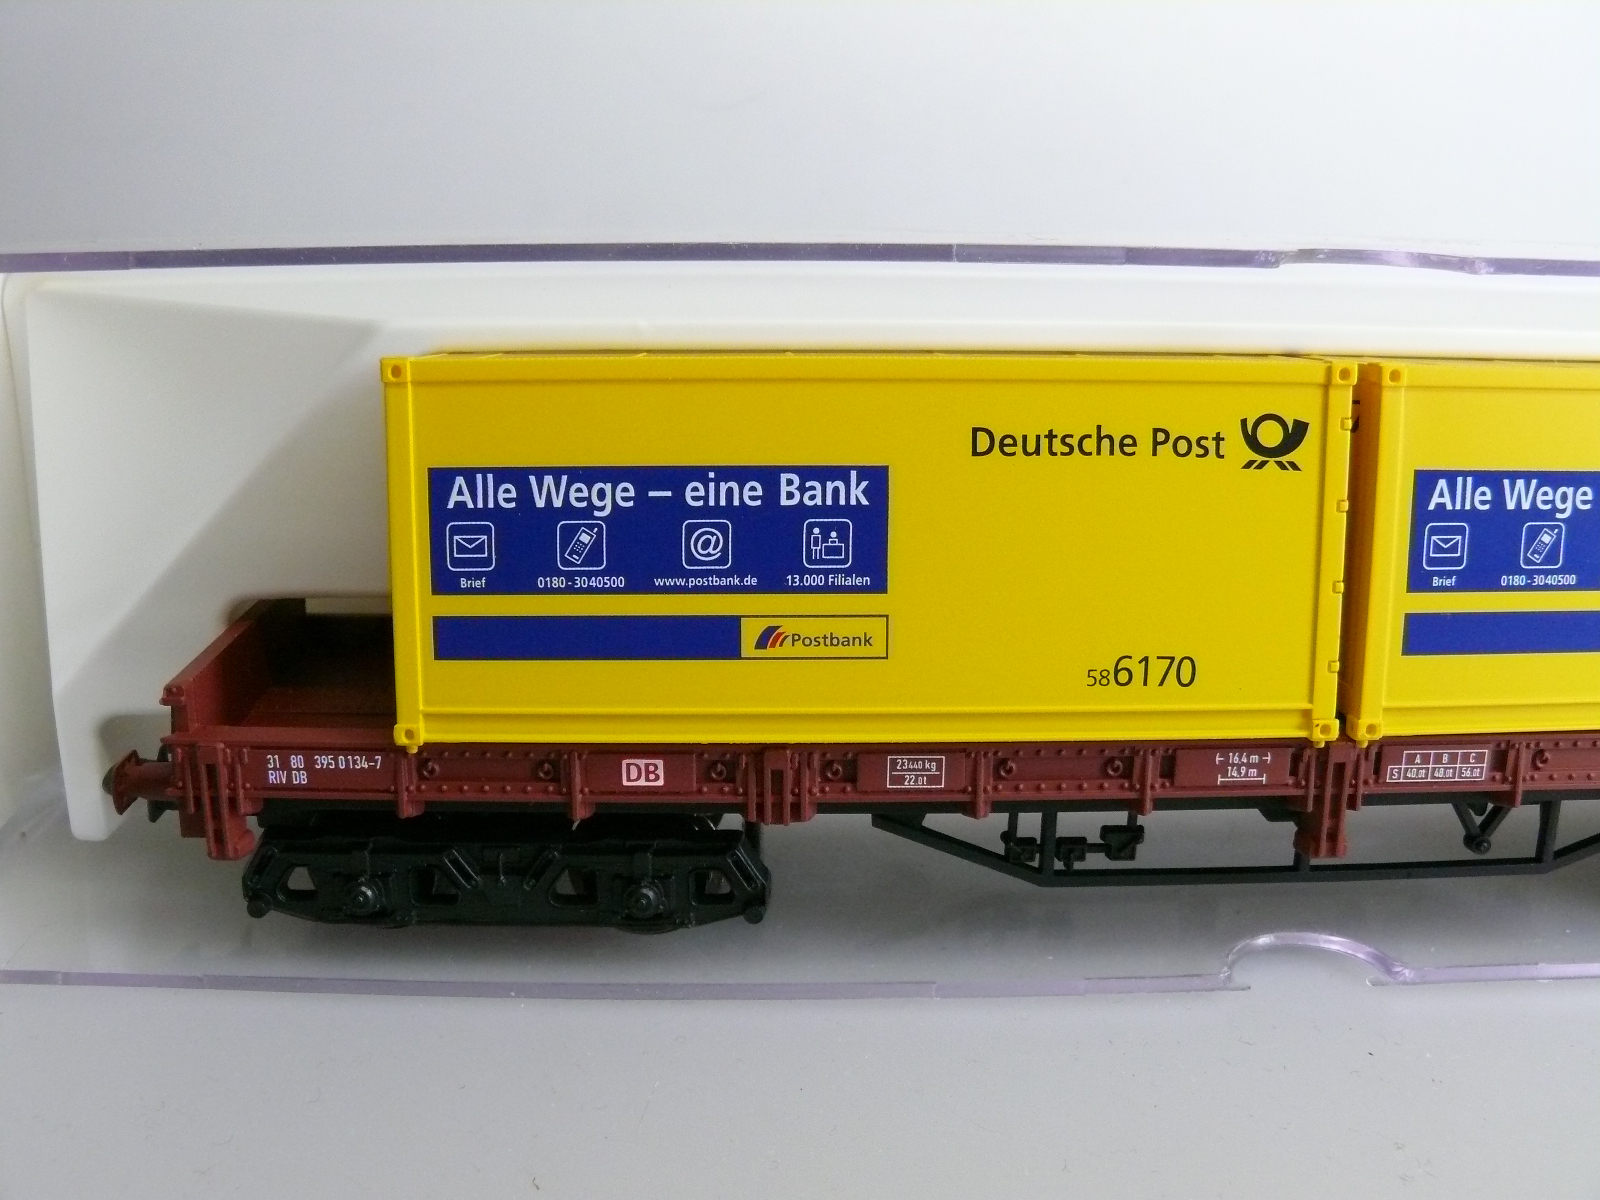 Deutsche Post
Alle Wege – eine Bank
Brief
0180-3040500
www.postbank.de
13.000 Filialen
Postbank
586170
Alle Wege
Brief
0180-3040500
31 80 395 0 134-7
RIV DB
DB
23440 kg
22.0t
16,4 m
14,9 m
A B C
S 40,0t 48,0t 56,0t